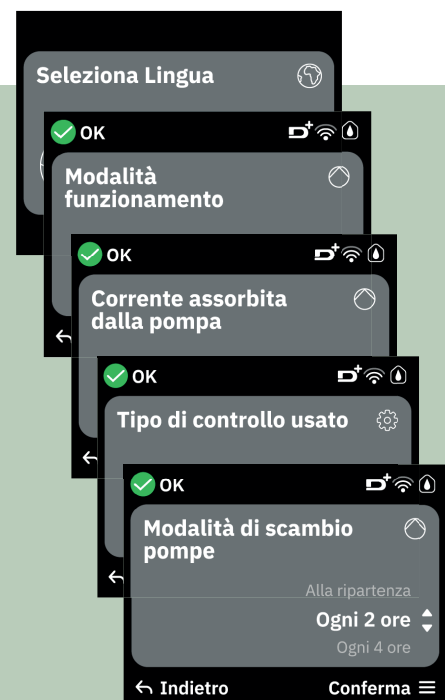 Seleziona Lingua
OK
Modalità
funzionamento
OK
Corrente assorbita
dalla pompa
OK
Tipo di controllo usato
OK
Modalità di scambio
pompe
Alla ripartenza
Ogni 2 ore
Ogni 4 ore
Indietro
Conferma